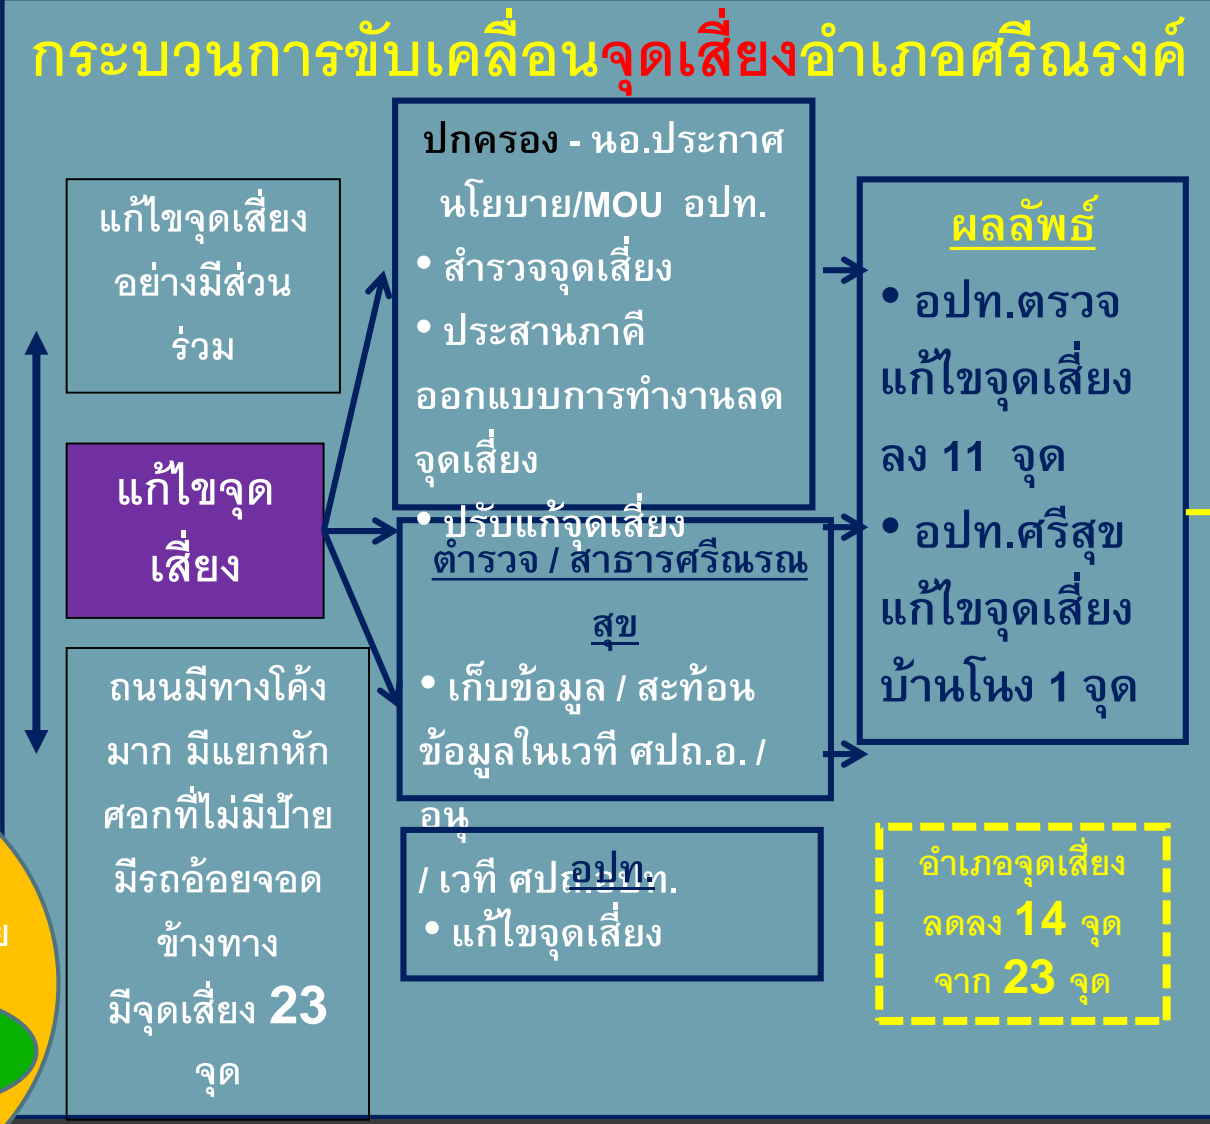 กระบวนการขับเคลื่อนจุดเสี่ยงอำเภอศรีณรงค์
แก้ไขจุดเสี่ยง
อย่างมีส่วน
ร่วม
แก้ไขจุด
เสี่ยง
ถนนมีทางโค้ง
มาก มีแยกหัก
ศอกที่ไม่มีป้าย
มีรถอ้อยจอด
ข้างทาง
มีจุดเสี่ยง 23
จุด
ปกครอง - นอ.ประกาศ
นโยบาย/MOU อปท.
• สำรวจจุดเสี่ยง
• ประสานภาคี
ออกแบบการทำงานลด
จุดเสี่ยง
• ปรับแก้จุดเสี่ยง
ตำรวจ / สาธารศรีณรณ
สุข
• เก็บข้อมูล / สะท้อน
ข้อมูลในเวที ศปถ.อ. /
อนุ
/ เวที ศปถ.อปท.
อปท.
• แก้ไขจุดเสี่ยง
ผลลัพธ์
• อปท.ตรวจ
แก้ไขจุดเสี่ยง
ลง 11 จุด
• อปท.ศรีสุข
แก้ไขจุดเสี่ยง
บ้านโนง 1 จุด
อำเภอจุดเสี่ยง
ลดลง 14 จุด
จาก 23 จุด